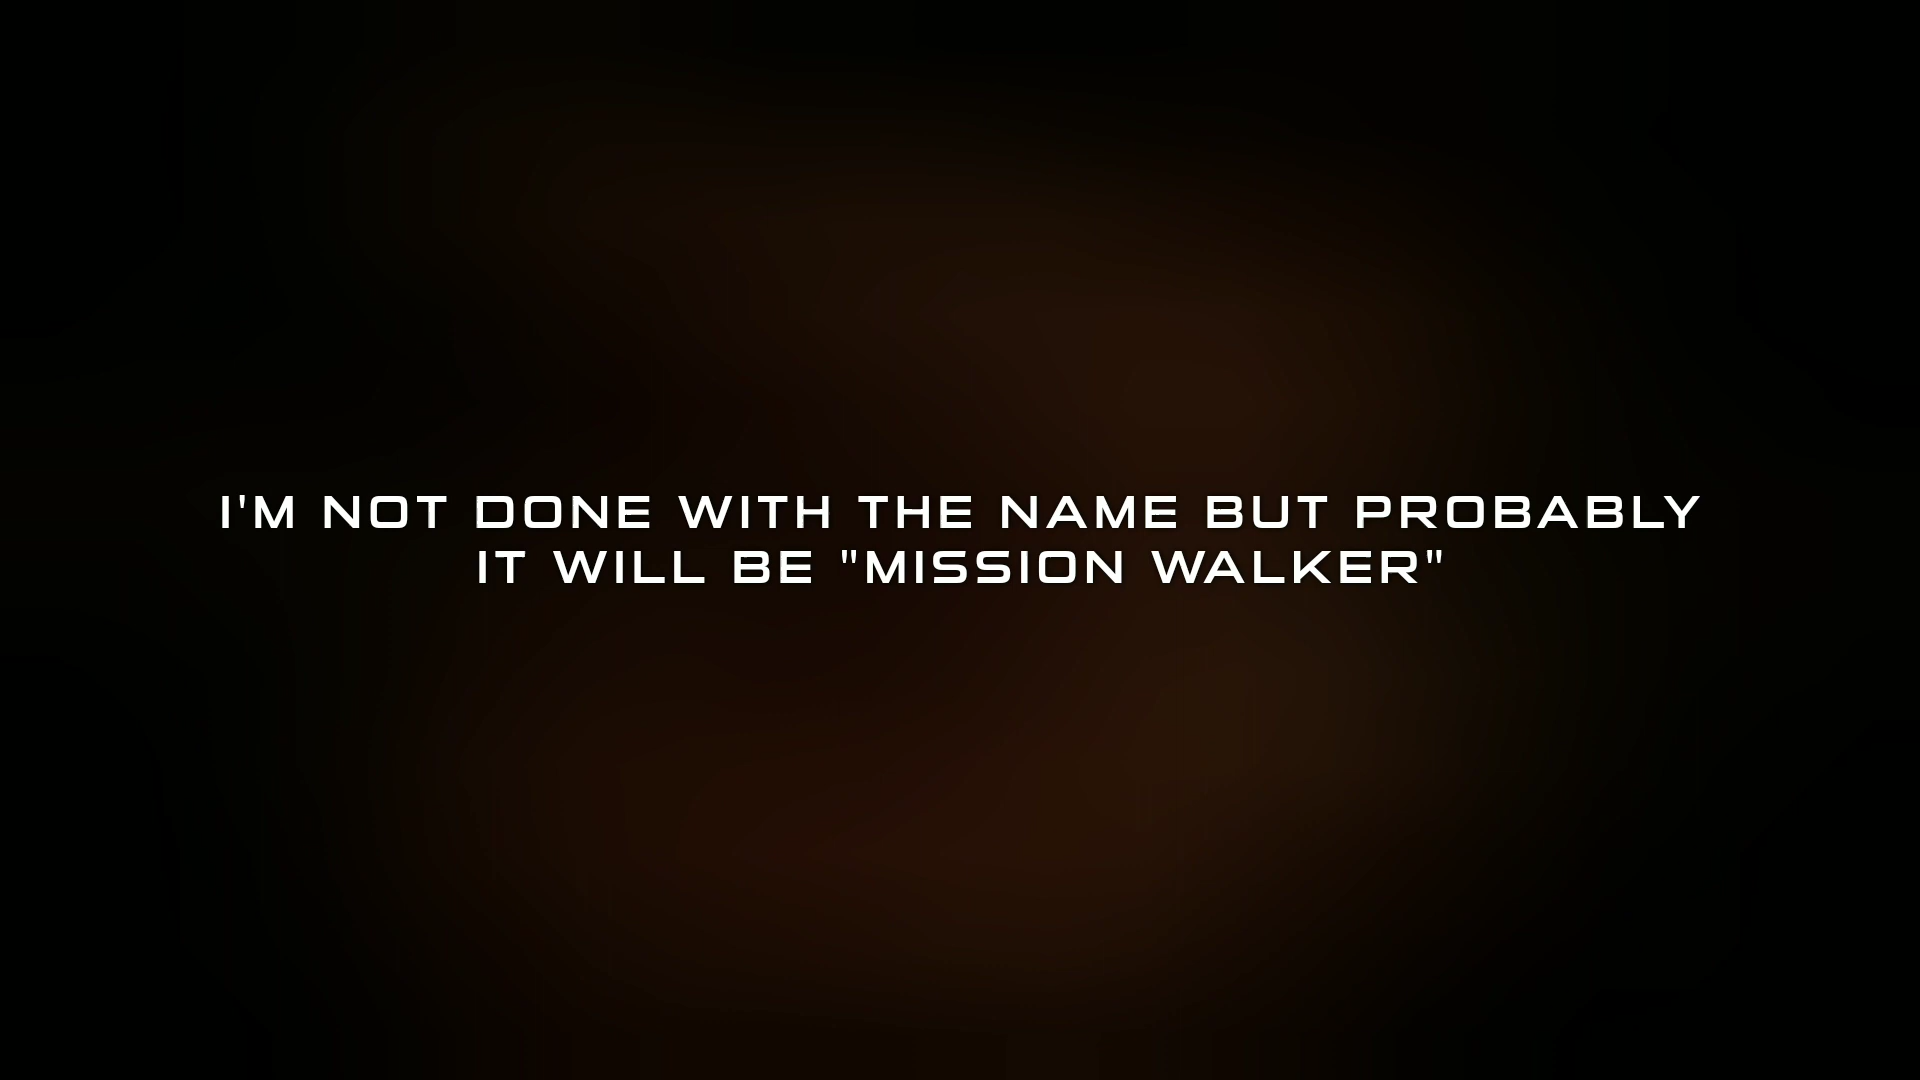 I'M NOT DONE WITH THE NAME BUT PROBABLY
IT WILL BE "MISSION WALKER"